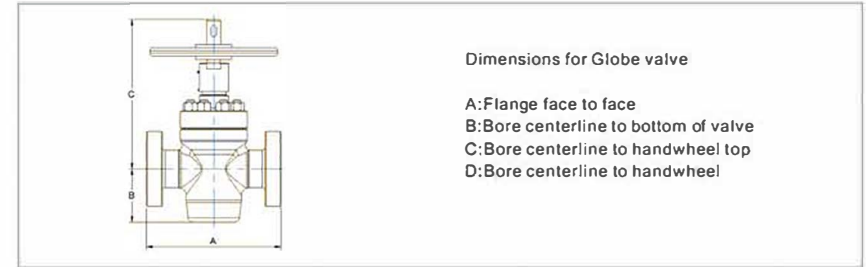 Dimensions for Globe valve
A:Flange face to face
B:Bore centerline to bottom of valve
C:Bore centerline to handwheel top
D:Bore centerline to handwheel
C
B
A